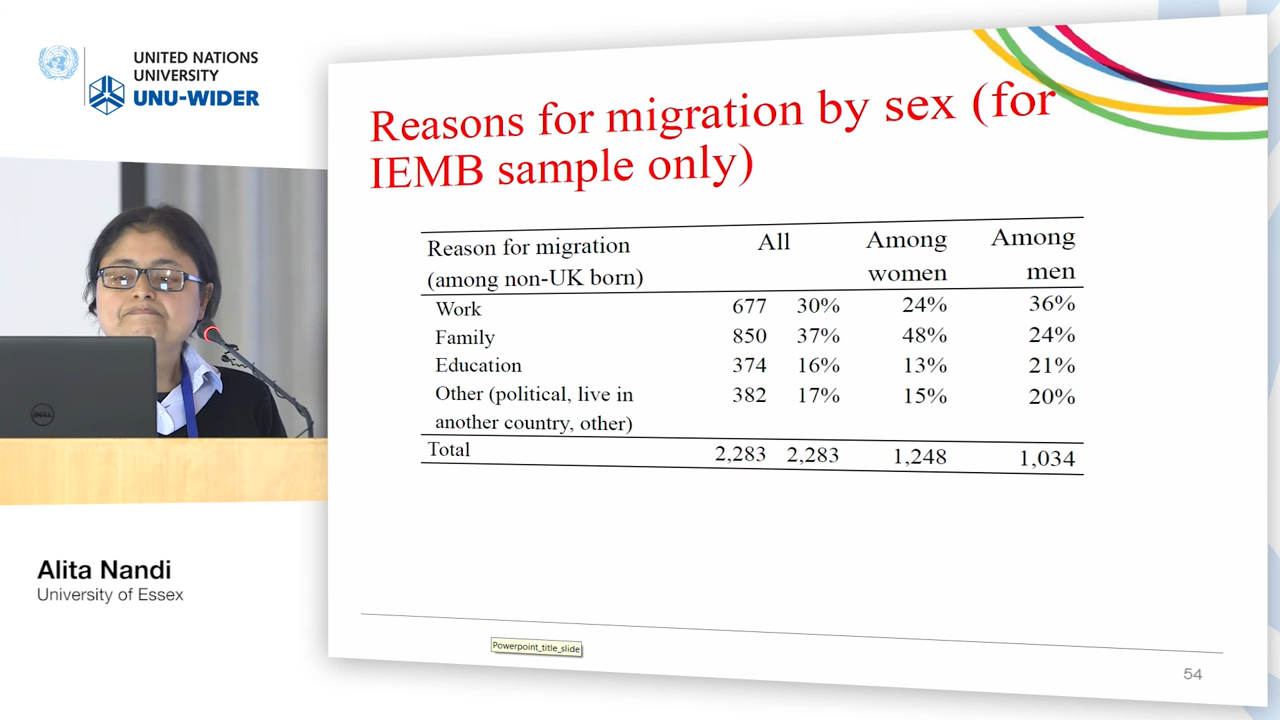 UNITED NATIONS
UNIVERSITY
UNU-WIDER
Reasons for migration by sex (for
IEMB sample only)
Reason for migration
(among non-UK born)
All
Among
women
Among
men
Work 677 30% 24% 36%
Family 850 37% 48% 24%
Education 374 16% 13% 21%
Other (political, live in
another country, other) 382 17% 15% 20%
Total 2,283 2,283 1,248 1,034
DELL
Alita Nandi
University of Essex
Powerpoint_title_slide
54